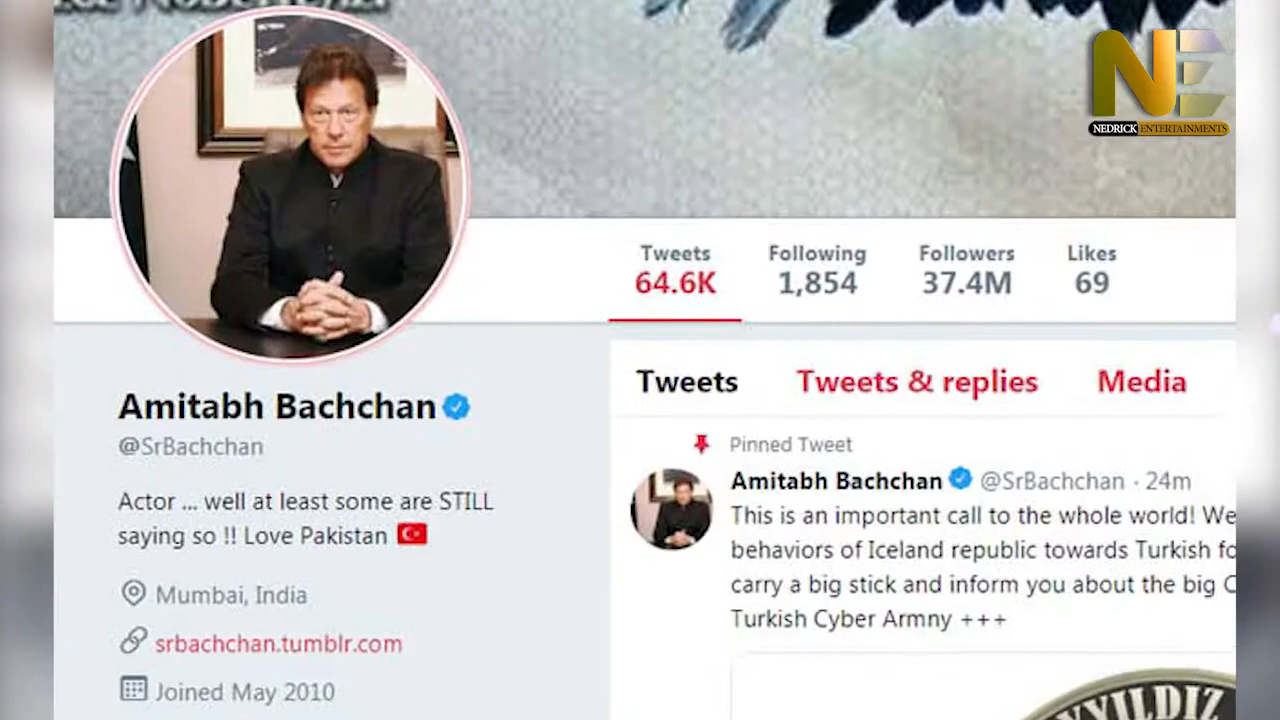 NE
NEDRICK ENTERTAINMENTS
Tweets Following Followers Likes
64.6K 1,854 37.4M 69
Tweets Tweets & replies Media
Amitabh Bachchan
@SrBachchan
Actor ... well at least some are STILL
saying so !! Love Pakistan
Mumbai, India
srbachchan.tumblr.com
Joined May 2010
Pinned Tweet
Amitabh Bachchan @SrBachchan · 24m
This is an important call to the whole world! We
behaviors of Iceland republic towards Turkish fo
carry a big stick and inform you about the big C
Turkish Cyber Armny +++
YYILDIZ